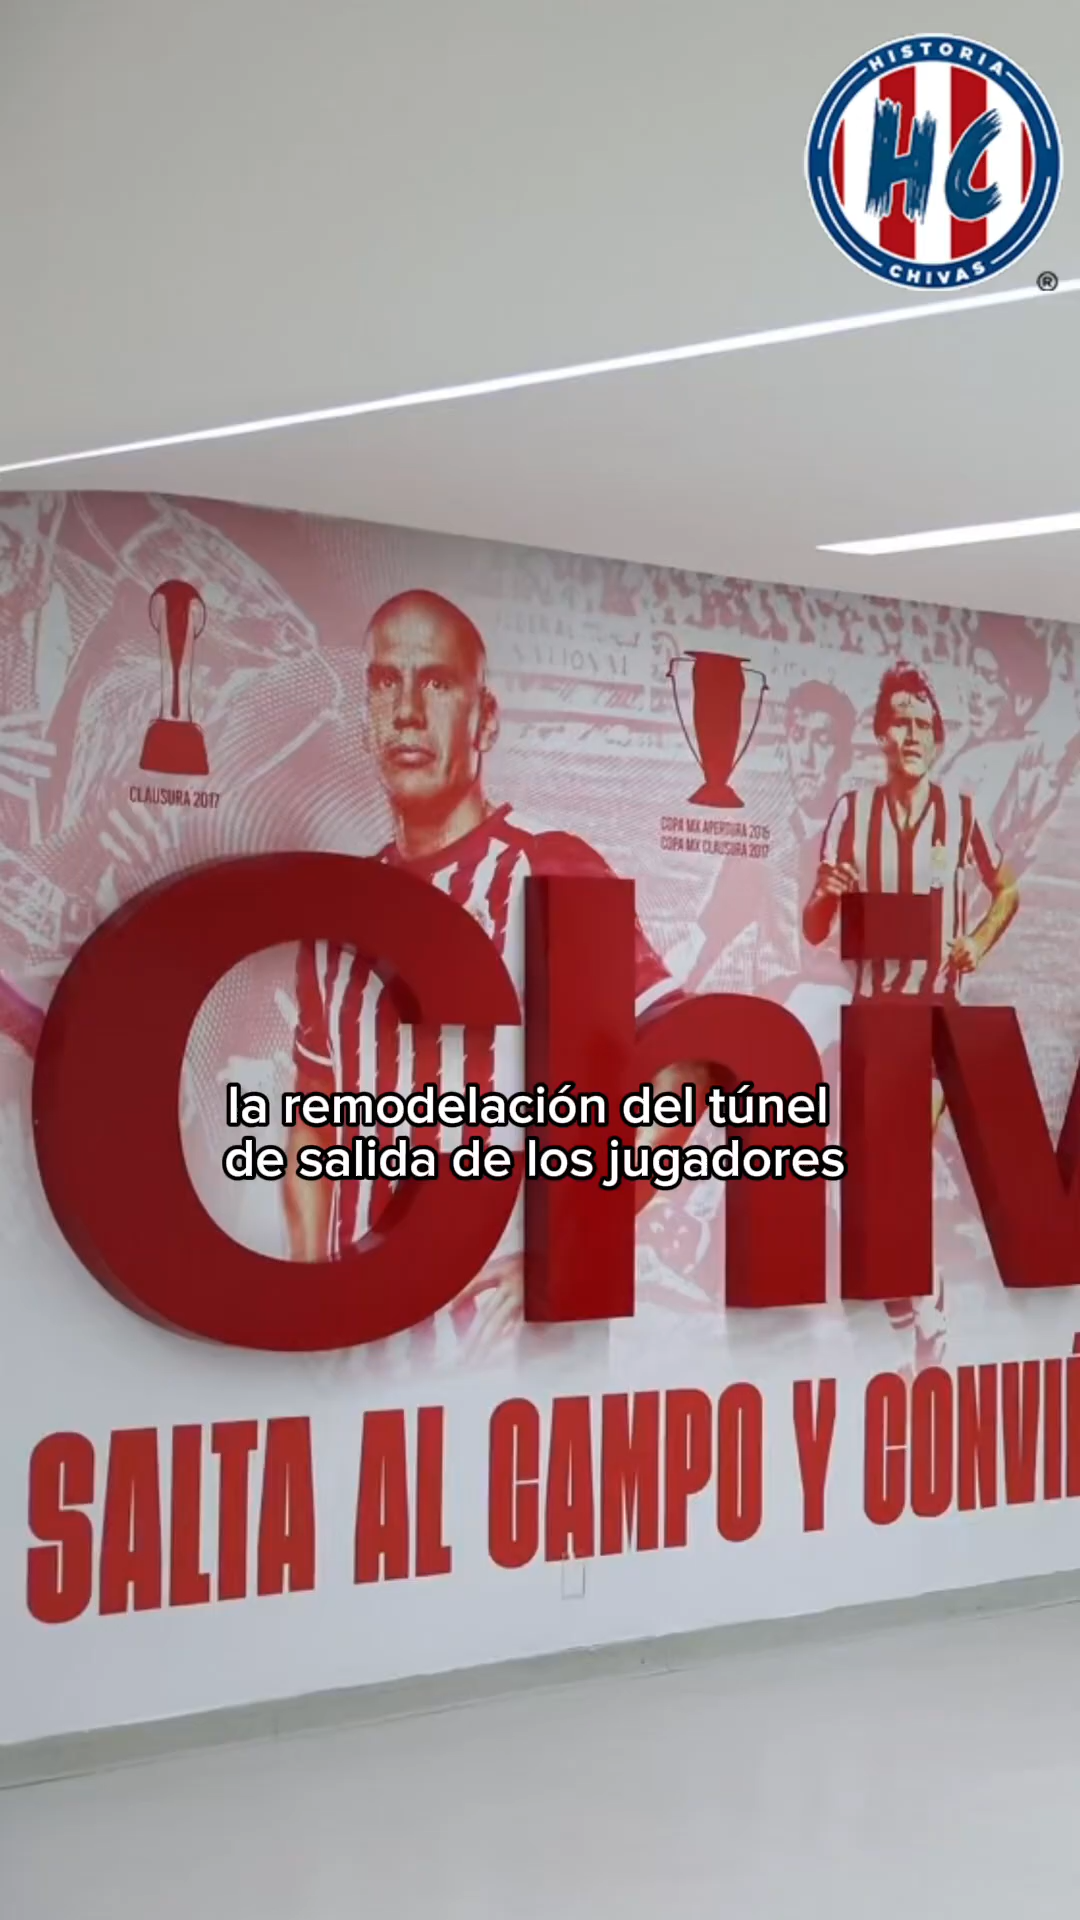 HISTORIA
HC
CHIVAS
®
CLAUSURA 2017
COPA MX APERTURA 2015
COPA MX CLAUSURA 2017
Chiv
la remodelación del túnel
de salida de los jugadores
SALTA AL CAMPO Y CONVIÉ